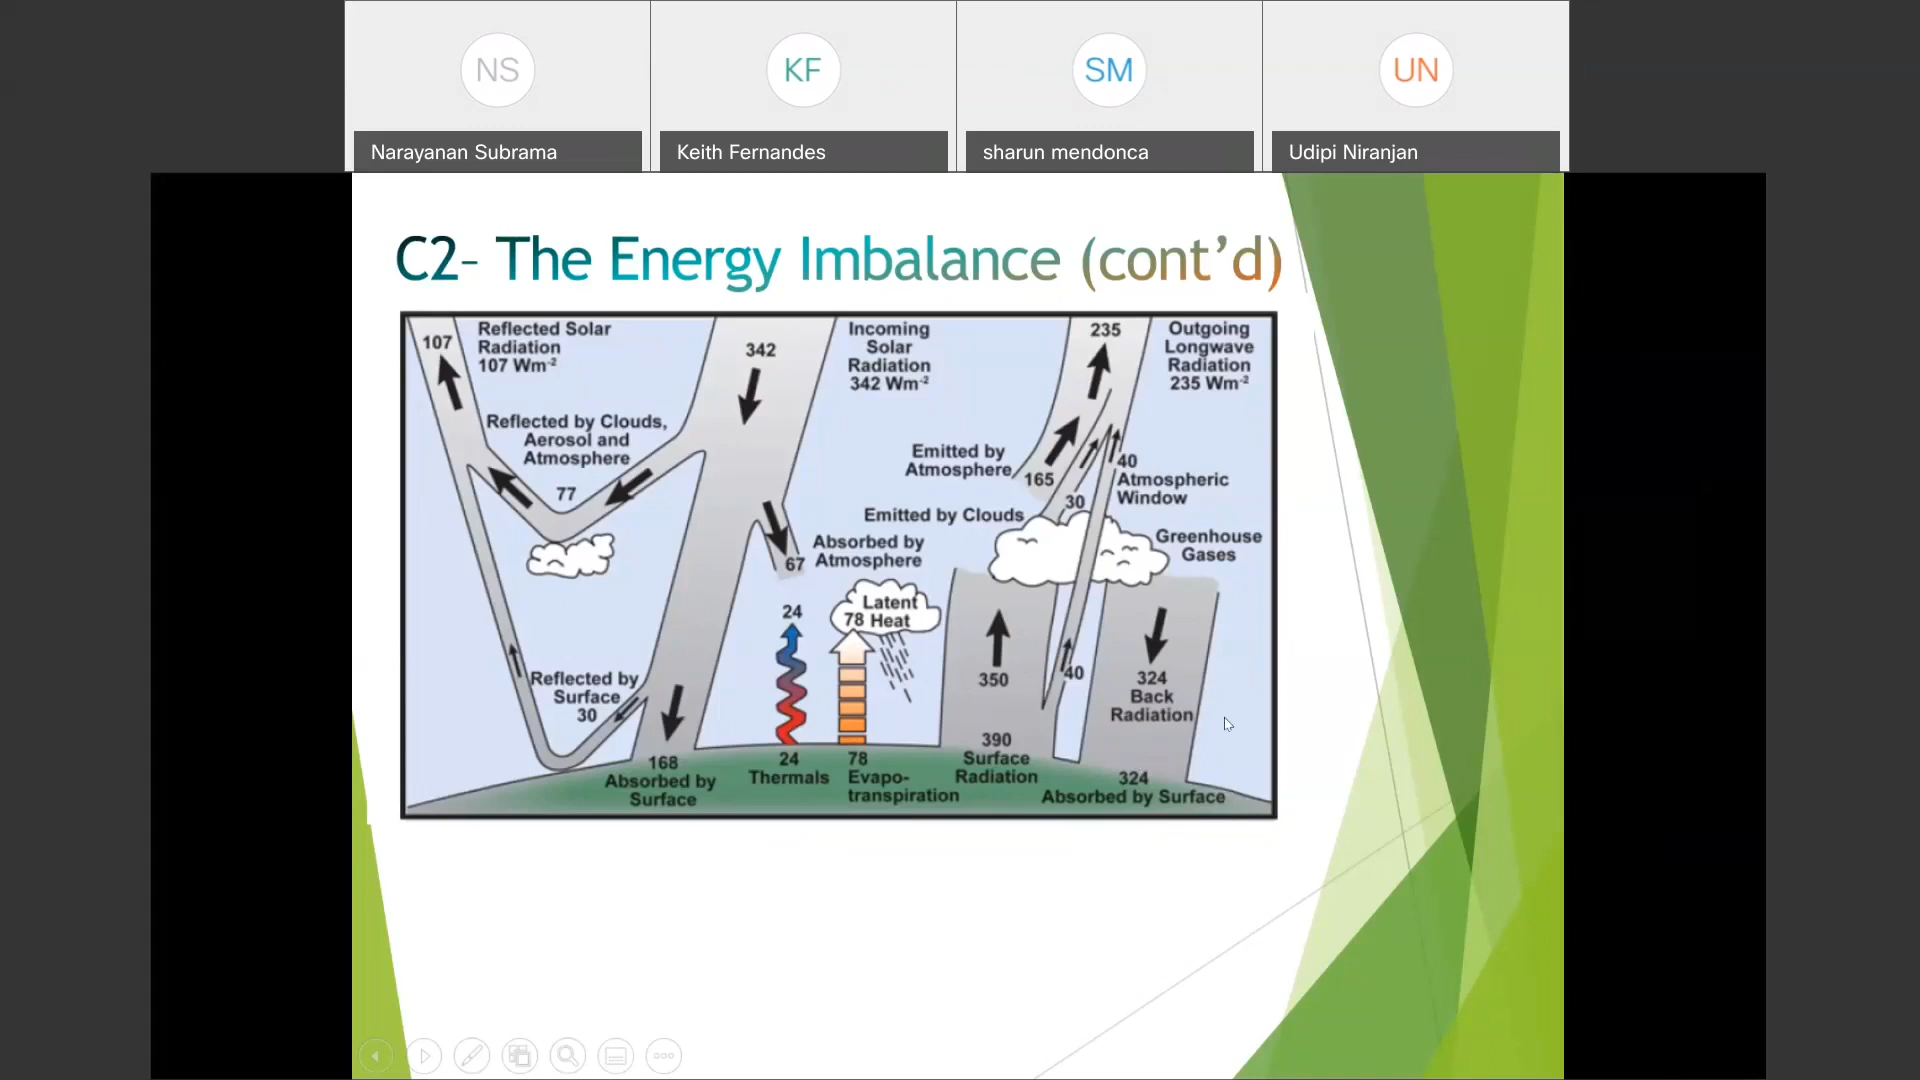 NS
KF
SM
UN
Narayanan Subrama
Keith Fernandes
sharun mendonca
Udipi Niranjan
C2- The Energy Imbalance (cont’d)
107
Reflected Solar
Radiation
107 Wm-2
342
Incoming
Solar
Radiation
342 Wm-2
235
Outgoing
Longwave
Radiation
235 Wm-2
Reflected by Clouds,
Aerosol and
Atmosphere
77
Emitted by
Atmosphere
165
40
Atmospheric
Window
30
Emitted by Clouds
Absorbed by
67 Atmosphere
Greenhouse
Gases
24
Latent
78 Heat
Reflected by
Surface
30
350
40
324
Back
Radiation
168
Absorbed by
Surface
24
Thermals
78
Evapo-
transpiration
390
Surface
Radiation
324
Absorbed by Surface